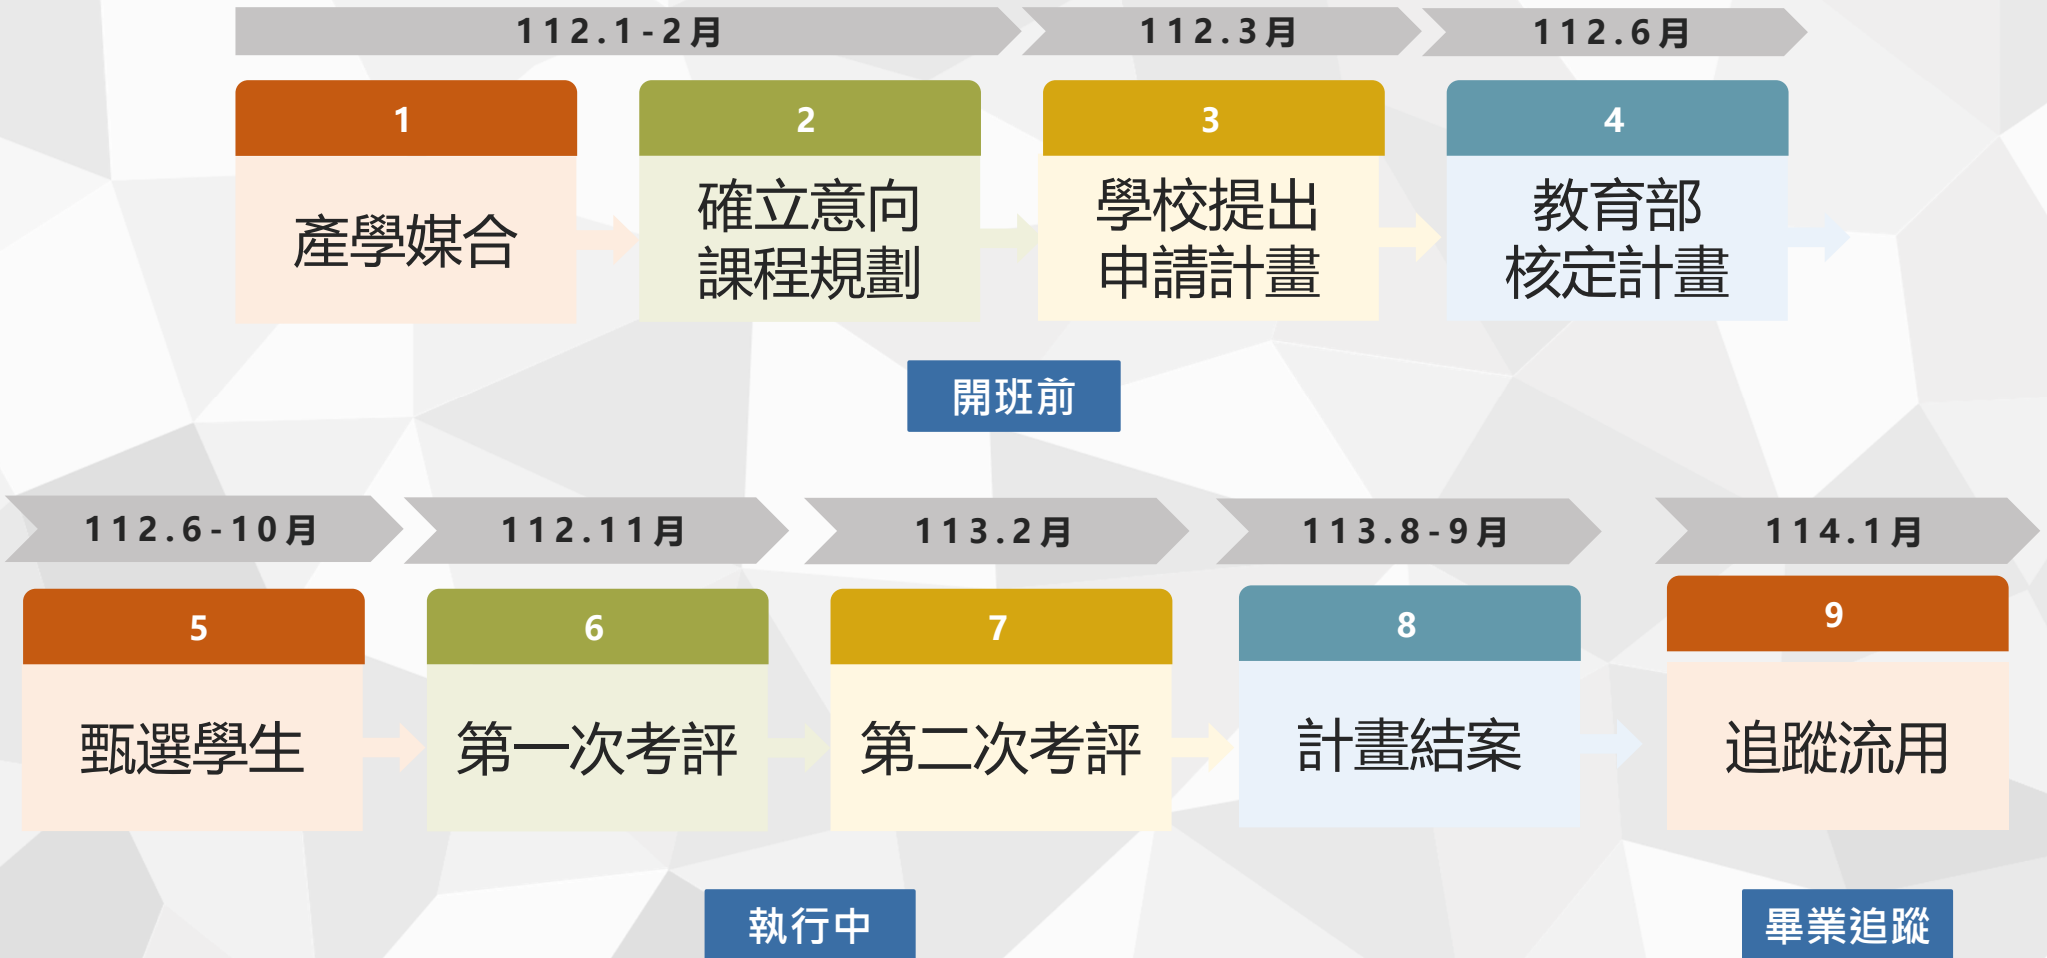 112.1-2月
112.3月
112.6月
1
2
3
4
產學媒合
確立意向
課程規劃
學校提出
申請計畫
教育部
核定計畫
開班前
112.6-10月
112.11月
113.2月
113.8-9月
114.1月
5
6
7
8
9
甄選學生
第一次考評
第二次考評
計畫結案
追蹤流用
執行中
畢業追蹤